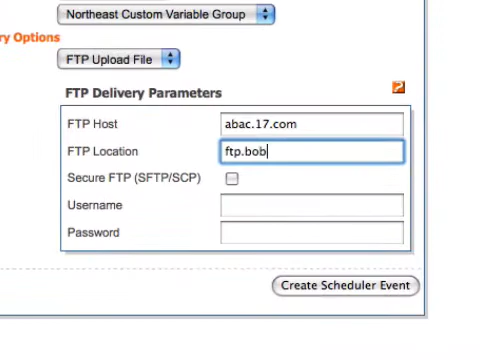 Northeast Custom Variable Group
ry Options
FTP Upload File
FTP Delivery Parameters ?
FTP Host abac.17.com
FTP Location ftp.bob
Secure FTP (SFTP/SCP)
Username
Password
Create Scheduler Event